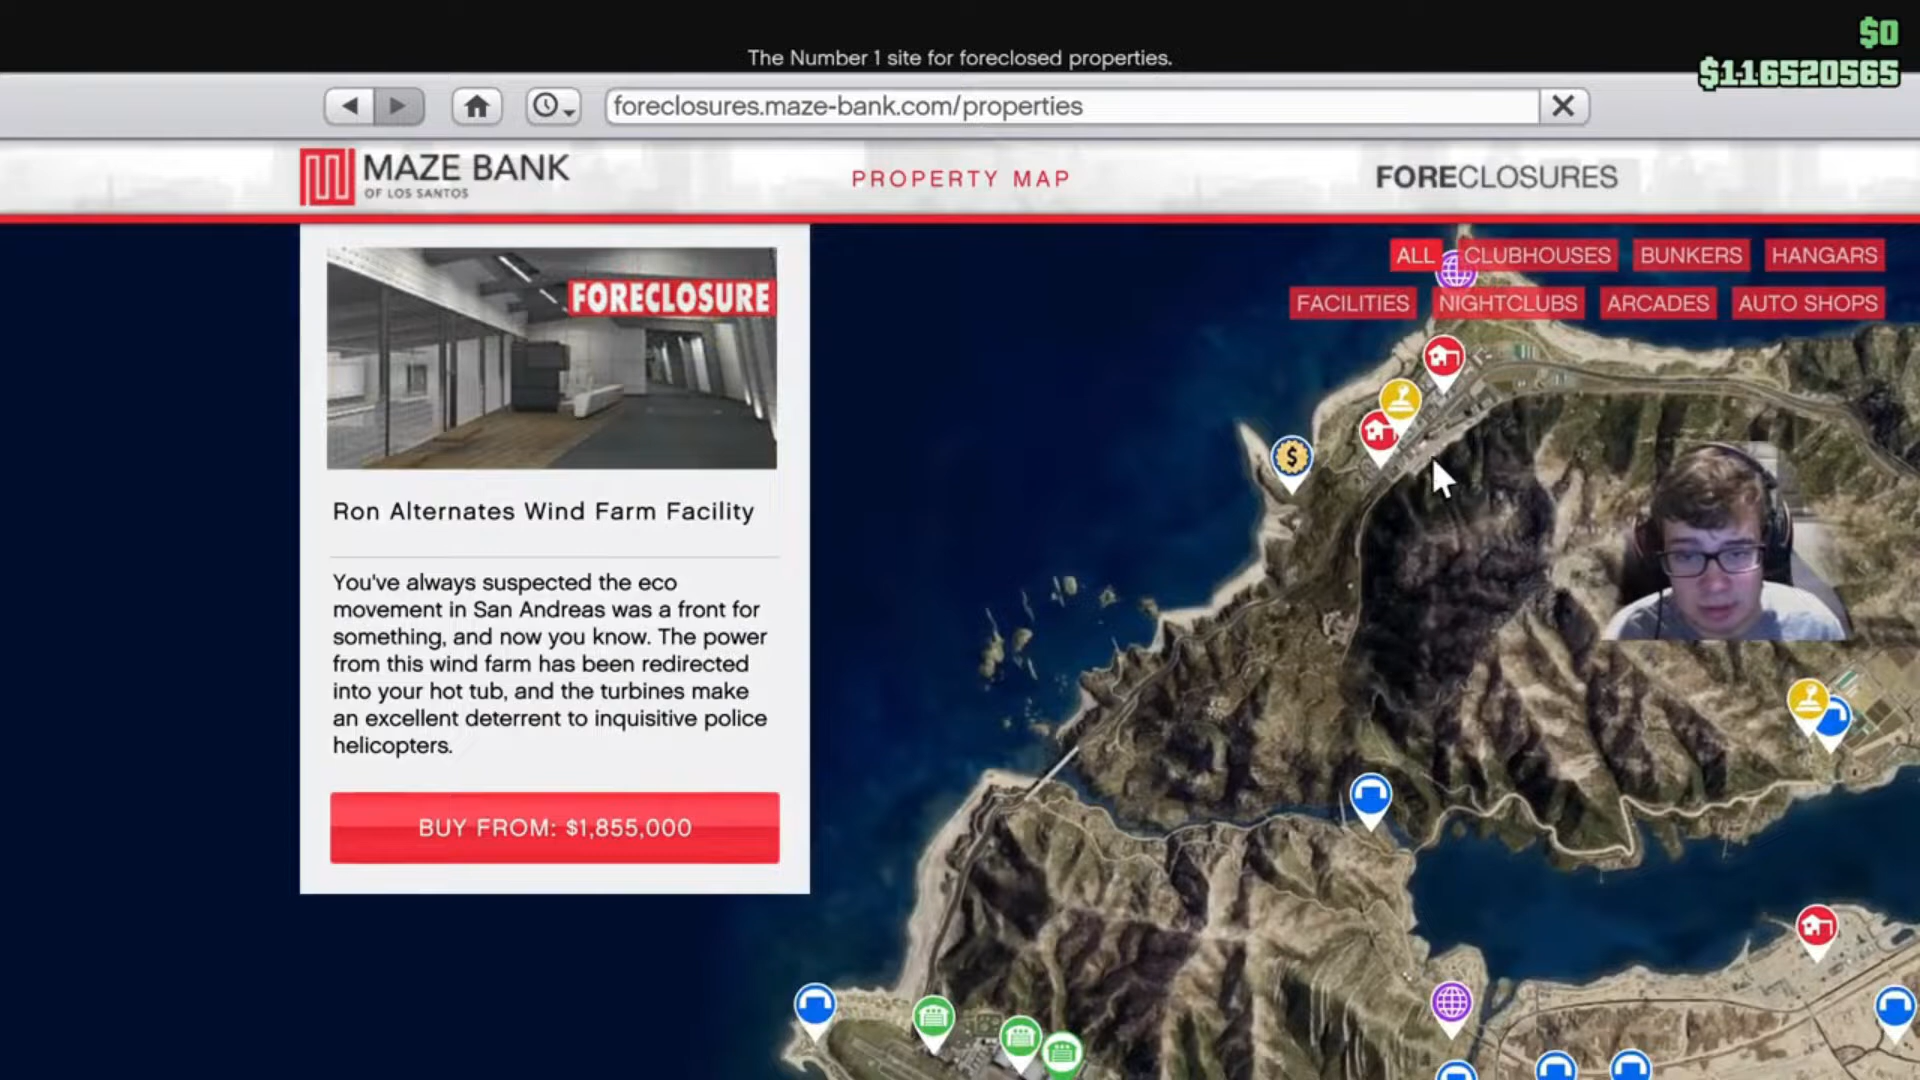 $0
The Number 1 site for foreclosed properties.
$116520565
foreclosures.maze-bank.com/properties
MAZE BANK
OF LOS SANTOS
PROPERTY MAP
FORECLOSURES
ALL
CLUBHOUSES
BUNKERS
HANGARS
FACILITIES
NIGHTCLUBS
ARCADES
AUTO SHOPS
FORECLOSURE
$
Ron Alternates Wind Farm Facility
You've always suspected the eco
movement in San Andreas was a front for
something, and now you know. The power
from this wind farm has been redirected
into your hot tub, and the turbines make
an excellent deterrent to inquisitive police
helicopters.
BUY FROM: $1,855,000